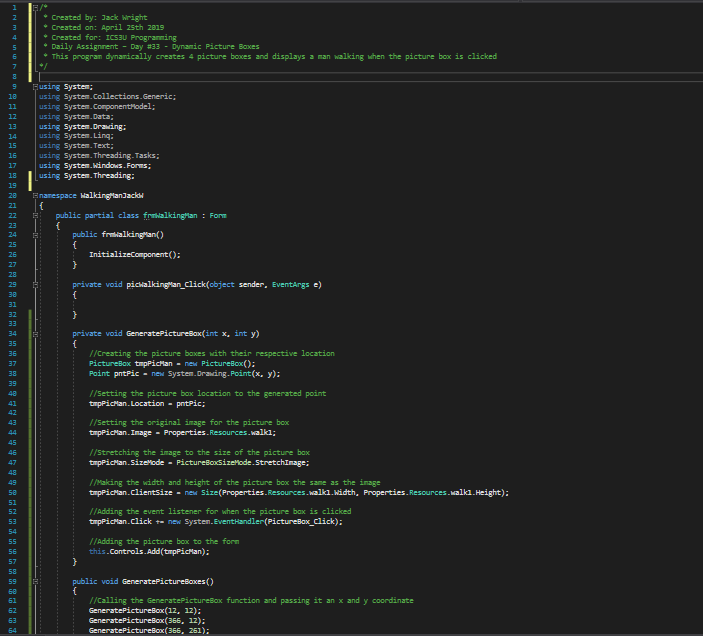 1 /*
2 * Created by: Jack Wright
3 * Created on: April 25th 2019
4 * Created for: ICS3U Programming
5 * Daily Assignment – Day #33 - Dynamic Picture Boxes
6 * This program dynamically creates 4 picture boxes and displays a man walking when the picture box is clicked
7 */
8
9 using System;
10 using System.Collections.Generic;
11 using System.ComponentModel;
12 using System.Data;
13 using System.Drawing;
14 using System.Linq;
15 using System.Text;
16 using System.Threading.Tasks;
17 using System.Windows.Forms;
18 using System.Threading;
19
20 namespace WalkingManJackW
21 {
22 public partial class frmWalkingMan : Form
23 {
24 public frmWalkingMan()
25 {
26 InitializeComponent();
27 }
28
29 private void picWalkingMan_Click(object sender, EventArgs e)
30 {
31
32 }
33
34 private void GeneratePictureBox(int x, int y)
35 {
36 //Creating the picture boxes with their respective location
37 PictureBox tmpPicMan = new PictureBox();
38 Point pntPic = new System.Drawing.Point(x, y);
39
40 //Setting the picture box location to the generated point
41 tmpPicMan.Location = pntPic;
42
43 //Setting the original image for the picture box
44 tmpPicMan.Image = Properties.Resources.walk1;
45
46 //Stretching the image to the size of the picture box
47 tmpPicMan.SizeMode = PictureBoxSizeMode.StretchImage;
48
49 //Making the width and height of the picture box the same as the image
50 tmpPicMan.ClientSize = new Size(Properties.Resources.walk1.Width, Properties.Resources.walk1.Height);
51
52 //Adding the event listener for when the picture box is clicked
53 tmpPicMan.Click += new System.EventHandler(PictureBox_Click);
54
55 //Adding the picture box to the form
56 this.Controls.Add(tmpPicMan);
57 }
58
59 public void GeneratePictureBoxes()
60 {
61 //Calling the GeneratePictureBox function and passing it an x and y coordinate
62 GeneratePictureBox(12, 12);
63 GeneratePictureBox(366, 12);
64 GeneratePictureBox(366, 261);